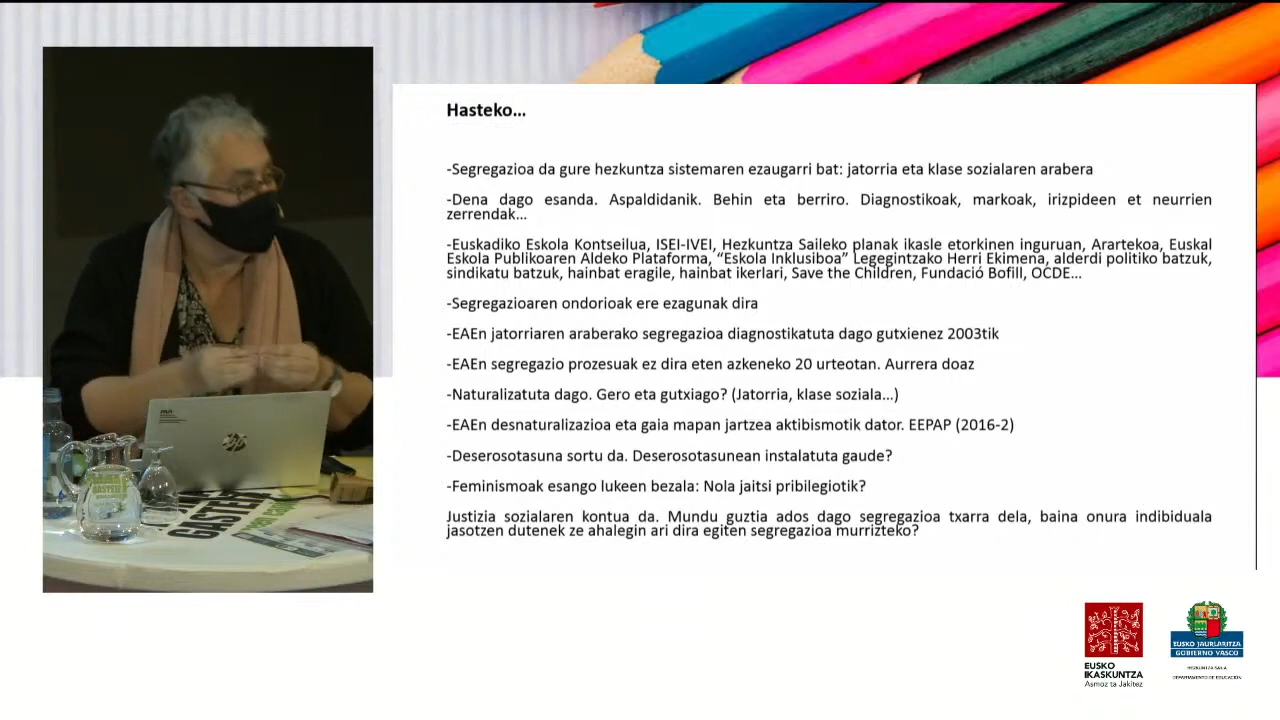 Hasteko...
-Segregazioa da gure hezkuntza sistemaren ezaugarri bat: jatorria eta klase sozialaren arabera
-Dena dago esanda. Aspaldidanik. Behin eta berriro. Diagnostikoak, markoak, irizpideen et neurrien
zerrendak...
-Euskadiko Eskola Kontseilua, ISEI-IVEI, Hezkuntza Saileko planak ikasle etorkinen inguruan, Arartekoa, Euskal
Eskola Publikoaren Aldeko Plataforma, “Eskola Inklusiboa” Legegintzako Herri Ekimena, alderdi politiko batzuk,
sindikatu batzuk, hainbat eragile, hainbat ikerlari, Save the Children, Fundació Bofill, OCDE...
-Segregazioaren ondorioak ere ezagunak dira
-EAEn jatorriaren araberako segregazioa diagnostikatuta dago gutxienez 2003tik
-EAEn segregazio prozesuak ez dira eten azkeneko 20 urteotan. Aurrera doaz
-Naturalizatuta dago. Gero eta gutxiago? (Jatorria, klase soziala...)
-EAEn desnaturalizazioa eta gaia mapan jartzea aktibismotik dator. EEPAP (2016-2)
-Deserosotasuna sortu da. Deserosotasunean instalatuta gaude?
-Feminismoak esango lukeen bezala: Nola jaitsi pribilegiotik?
Justizia sozialaren kontua da. Mundu guztia ados dago segregazioa txarra dela, baina onura indibiduala
jasotzen dutenek ze ahalegin ari dira egiten segregazioa murrizteko?
hp
GASTEIZ
EUSKO
IKASKUNTZA
Asmoz ta Jakitez
EUSKO JAURLARITZA
GOBIERNO VASCO
HEZKUNTZA SAILA
DEPARTAMENTO DE EDUCACIÓN